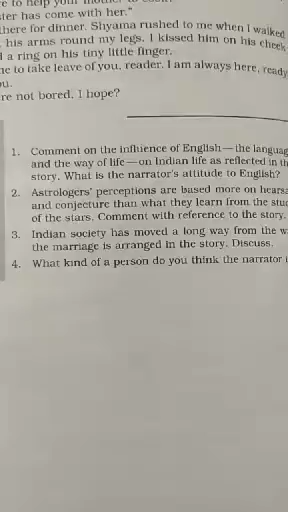 e to help your mother to
ter has come with her."
there for dinner. Shyama rushed to me when I walked
his arms round my legs. I kissed him on his cheek
a ring on his tiny little finger.
e to take leave of you, reader. I am always here, ready
ou.
re not bored, I hope?
1. Comment on the influence of English—the languag
and the way of life—on Indian life as reflected in th
story. What is the narrator's attitude to English?
2. Astrologers' perceptions are based more on hearsa
and conjecture than what they learn from the stud
of the stars. Comment with reference to the story.
3. Indian society has moved a long way from the w
the marriage is arranged in the story. Discuss.
4. What kind of a person do you think the narrator i